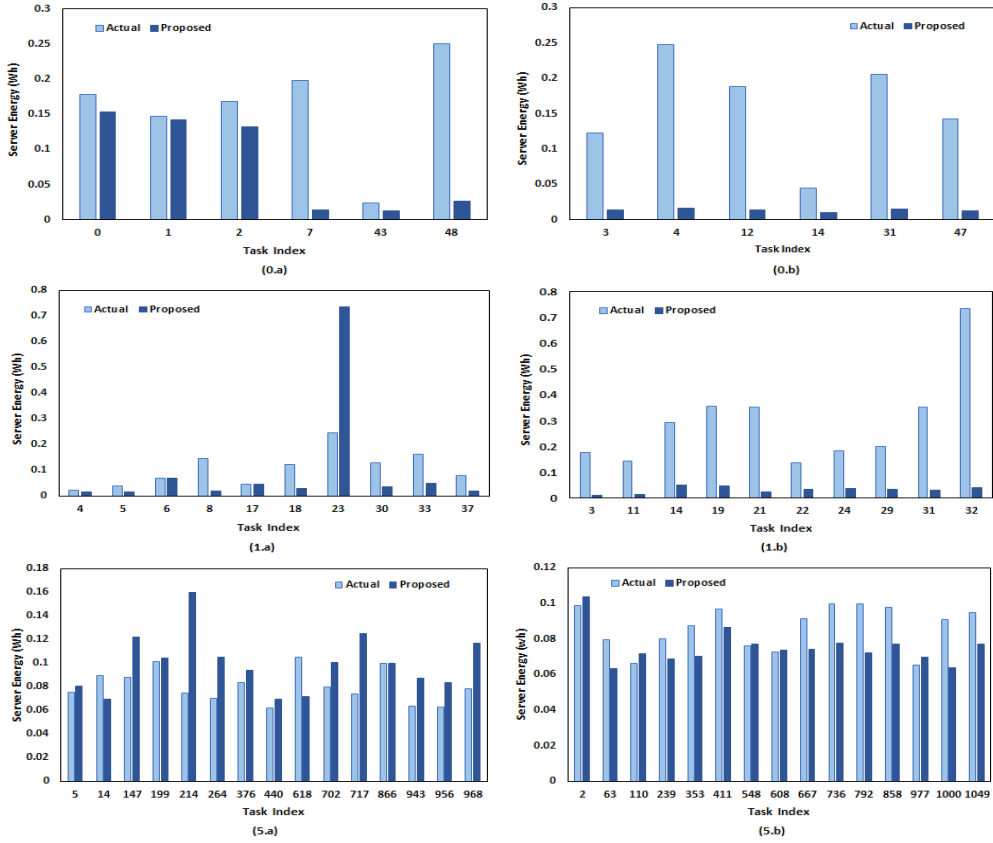 0.3
0.25
0.2
0.15
0.1
0.05
0
Server Energy (Wh)
Actual Proposed
0 1 2 7 43 48
Task Index
(0.a)
0.3
0.25
0.2
0.15
0.1
0.05
0
Server Energy (Wh)
Actual Proposed
3 4 12 14 31 47
Task Index
(0.b)
0.8
0.7
0.6
0.5
0.4
0.3
0.2
0.1
0
Server Energy (Wh)
Actual Proposed
4 5 6 8 17 18 23 30 33 37
Task Index
(1.a)
0.8
0.7
0.6
0.5
0.4
0.3
0.2
0.1
0
Server Energy (Wh)
Actual Proposed
3 11 14 19 21 22 24 29 31 32
Task Index
(1.b)
0.18
0.16
0.14
0.12
0.1
0.08
0.06
0.04
0.02
0
Server Energy (Wh)
Actual Proposed
5 14 147 199 214 264 376 440 618 702 717 866 943 956 968
Task Index
(5.a)
0.12
0.1
0.08
0.06
0.04
0.02
0
Server Energy (wh)
Actual Proposed
2 63 110 239 353 411 548 608 667 736 792 858 977 1000 1049
Task Index
(5.b)